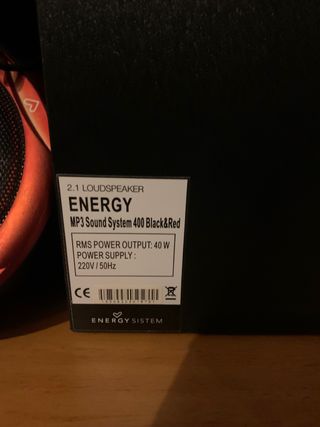 2.1 LOUDSPEAKER
ENERGY
MP3 Sound System 400 Black&Red
RMS POWER OUTPUT: 40 W
POWER SUPPLY :
220V / 50Hz
CE
ENERGY SISTEM